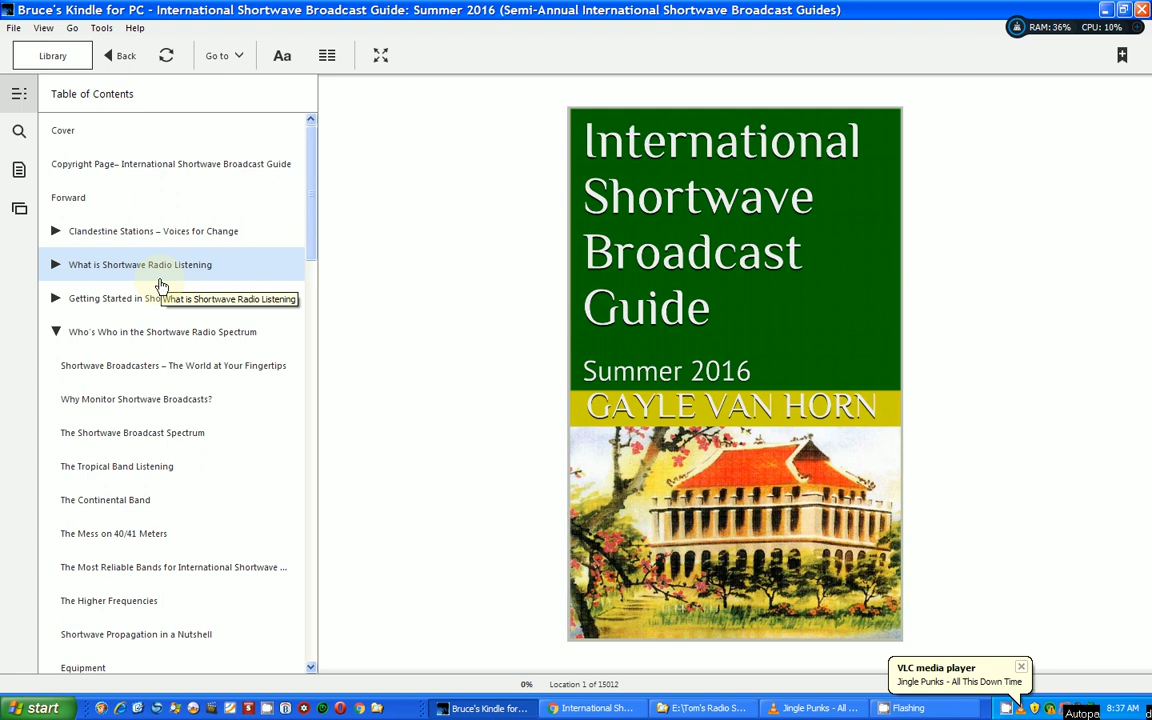 Bruce's Kindle for PC - International Shortwave Broadcast Guide: Summer 2016 (Semi-Annual International Shortwave Broadcast Guides)
File View Go Tools Help
RAM: 36% CPU: 10%
Library Back Go to Aa
Table of Contents
Cover
Copyright Page– International Shortwave Broadcast Guide
Forward
Clandestine Stations – Voices for Change
What is Shortwave Radio Listening
Getting Started in Sho
What is Shortwave Radio Listening
Who's Who in the Shortwave Radio Spectrum
Shortwave Broadcasters – The World at Your Fingertips
Why Monitor Shortwave Broadcasts?
The Shortwave Broadcast Spectrum
The Tropical Band Listening
The Continental Band
The Mess on 40/41 Meters
The Most Reliable Bands for International Shortwave ...
The Higher Frequencies
Shortwave Propagation in a Nutshell
Equipment
International
Shortwave
Broadcast
Guide
Summer 2016
GAYLE VAN HORN
0% Location 1 of 15012
VLC media player
Jingle Punks - All This Down Time
start
Bruce's Kindle for...
International Sh...
E:\Tom's Radio S...
Jingle Punks - All ...
Flashing
8:37 AM
Autopa